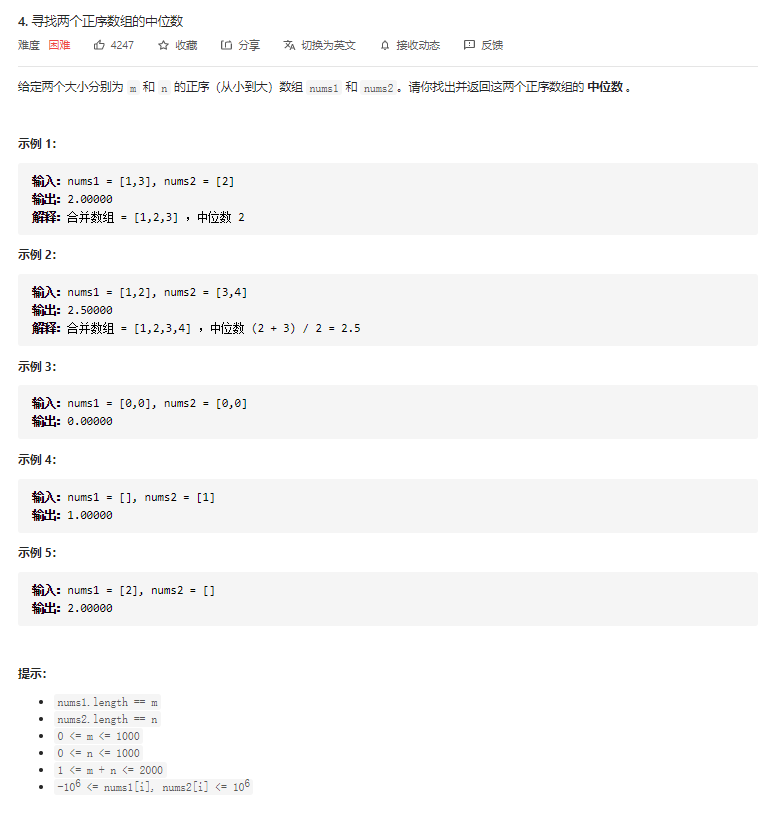 4. 寻找两个正序数组的中位数
难度 困难 4247 收藏 分享 切换为英文 接收动态 反馈
给定两个大小分别为 m 和 n 的正序（从小到大）数组 nums1 和 nums2。请你找出并返回这两个正序数组的 中位数 。
示例 1：
输入：nums1 = [1,3], nums2 = [2]
输出：2.00000
解释：合并数组 = [1,2,3] ，中位数 2
示例 2：
输入：nums1 = [1,2], nums2 = [3,4]
输出：2.50000
解释：合并数组 = [1,2,3,4] ，中位数 (2 + 3) / 2 = 2.5
示例 3：
输入：nums1 = [0,0], nums2 = [0,0]
输出：0.00000
示例 4：
输入：nums1 = [], nums2 = [1]
输出：1.00000
示例 5：
输入：nums1 = [2], nums2 = []
输出：2.00000
提示：
• nums1.length == m
• nums2.length == n
• 0 <= m <= 1000
• 0 <= n <= 1000
• 1 <= m + n <= 2000
• -10⁶ <= nums1[i], nums2[i] <= 10⁶